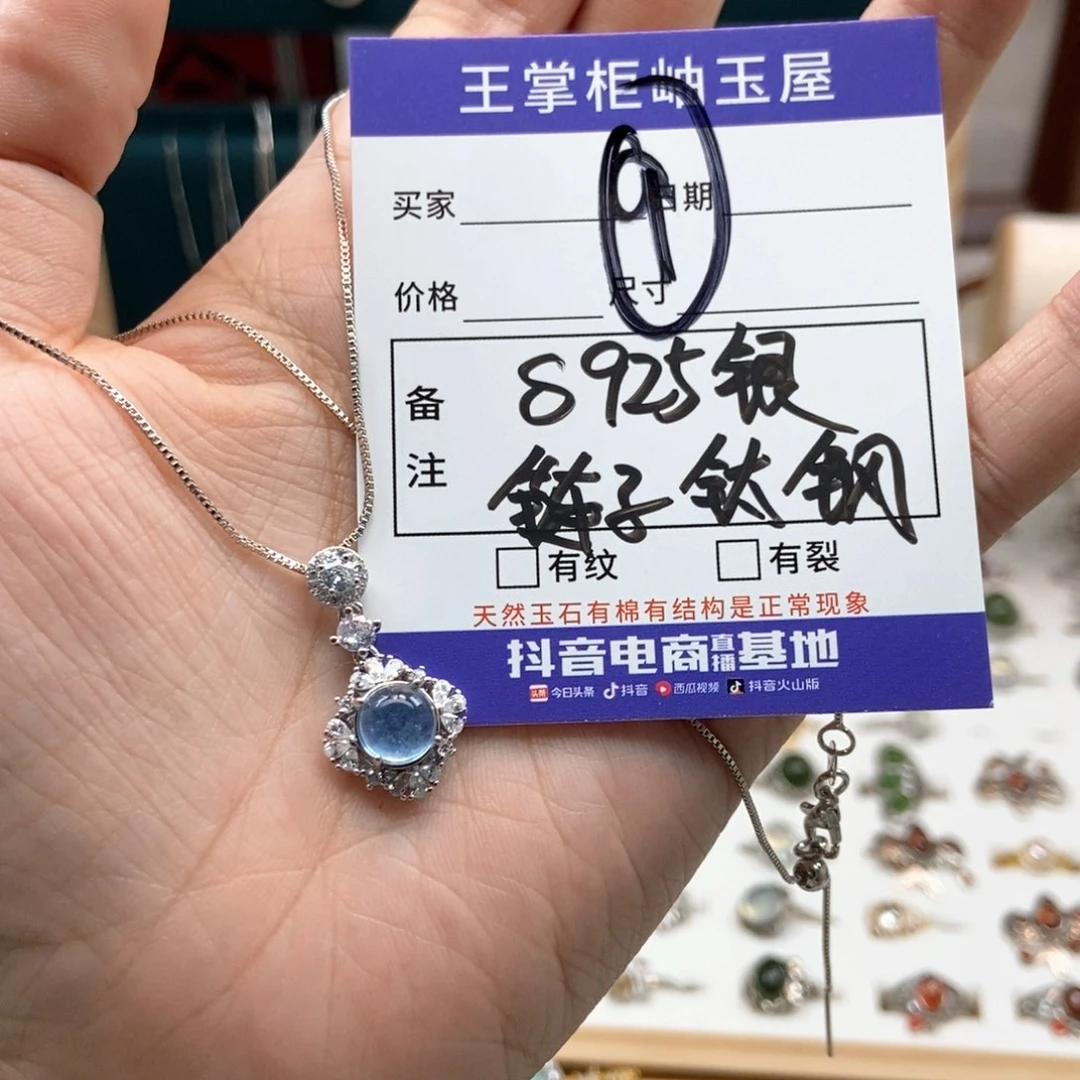 王掌柜岫玉屋
买家 日期
9
价格 尺寸
备注
S925银
链子钛钢
有纹 有裂
天然玉石有棉有结构是正常现象
抖音电商直播基地
头条 今日头条 抖音 西瓜视频 抖音火山版